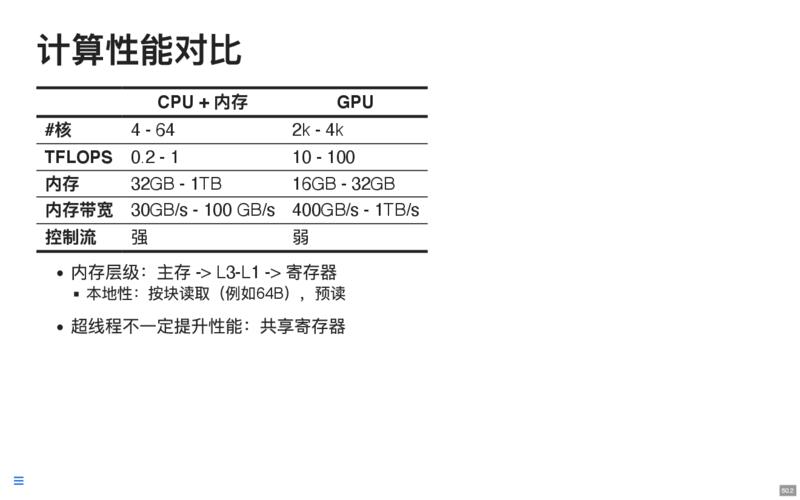 计算性能对比
CPU + 内存 GPU
#核 4 - 64 2k - 4k
TFLOPS 0.2 - 1 10 - 100
内存 32GB - 1TB 16GB - 32GB
内存带宽 30GB/s - 100 GB/s 400GB/s - 1TB/s
控制流 强 弱
• 内存层级：主存 -> L3-L1 -> 寄存器
▪ 本地性：按块读取（例如64B），预读
• 超线程不一定提升性能：共享寄存器
50.2